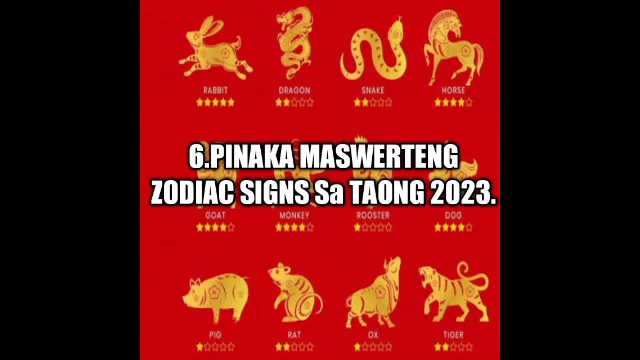 RABBIT DRAGON SNAKE HORSE
6.PINAKA MASWERTENG
ZODIAC SIGNS Sa TAONG 2023.
GOAT MONKEY ROOSTER DOG
PIG RAT OX TIGER